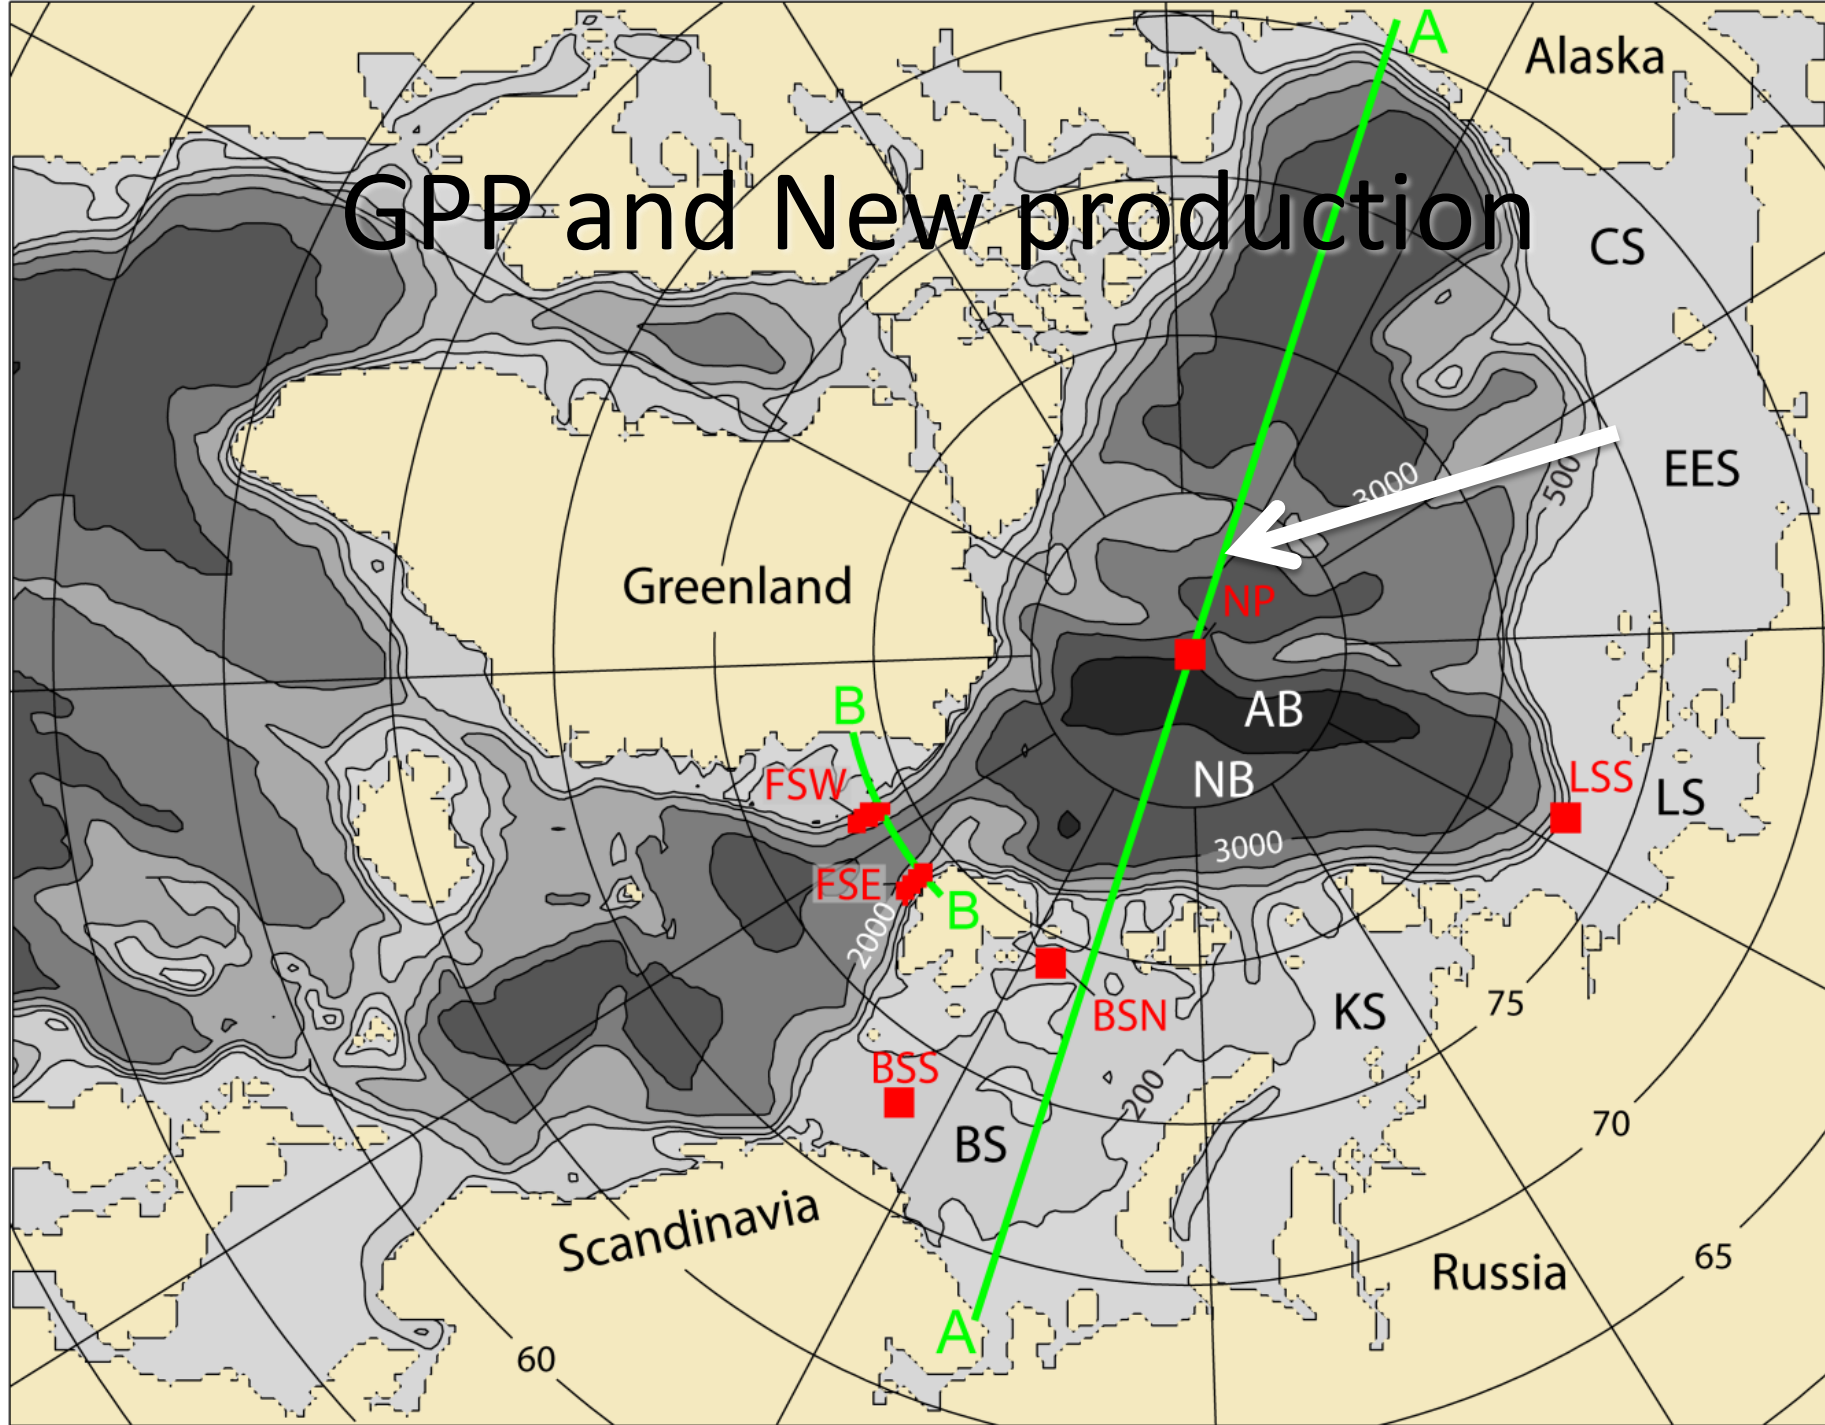 A
Alaska
GPP and New production
CS
EES
3000
500
Greenland
NP
B
AB
FSW
NB
LSS
LS
3000
FSE
B
2000
BSN
KS
75
BSS
200
70
BS
Scandinavia
65
Russia
A
60